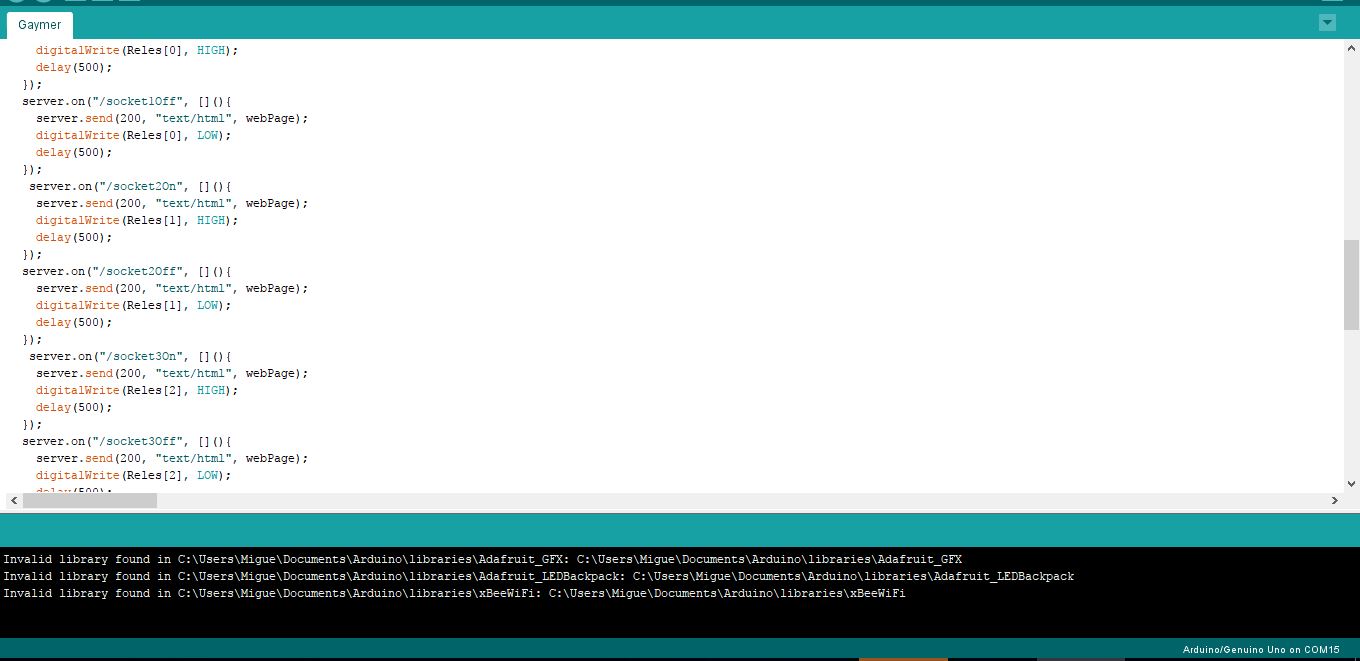 Gaymer
digitalWrite(Reles[0], HIGH);
delay(500);
});
server.on("/socket1Off", [](){
server.send(200, "text/html", webPage);
digitalWrite(Reles[0], LOW);
delay(500);
});
server.on("/socket2On", [](){
server.send(200, "text/html", webPage);
digitalWrite(Reles[1], HIGH);
delay(500);
});
server.on("/socket2Off", [](){
server.send(200, "text/html", webPage);
digitalWrite(Reles[1], LOW);
delay(500);
});
server.on("/socket3On", [](){
server.send(200, "text/html", webPage);
digitalWrite(Reles[2], HIGH);
delay(500);
});
server.on("/socket3Off", [](){
server.send(200, "text/html", webPage);
digitalWrite(Reles[2], LOW);
delay(500);
Invalid library found in C:\Users\Migue\Documents\Arduino\libraries\Adafruit_GFX: C:\Users\Migue\Documents\Arduino\libraries\Adafruit_GFX
Invalid library found in C:\Users\Migue\Documents\Arduino\libraries\Adafruit_LEDBackpack: C:\Users\Migue\Documents\Arduino\libraries\Adafruit_LEDBackpack
Invalid library found in C:\Users\Migue\Documents\Arduino\libraries\xBeeWiFi: C:\Users\Migue\Documents\Arduino\libraries\xBeeWiFi
Arduino/Genuino Uno on COM15